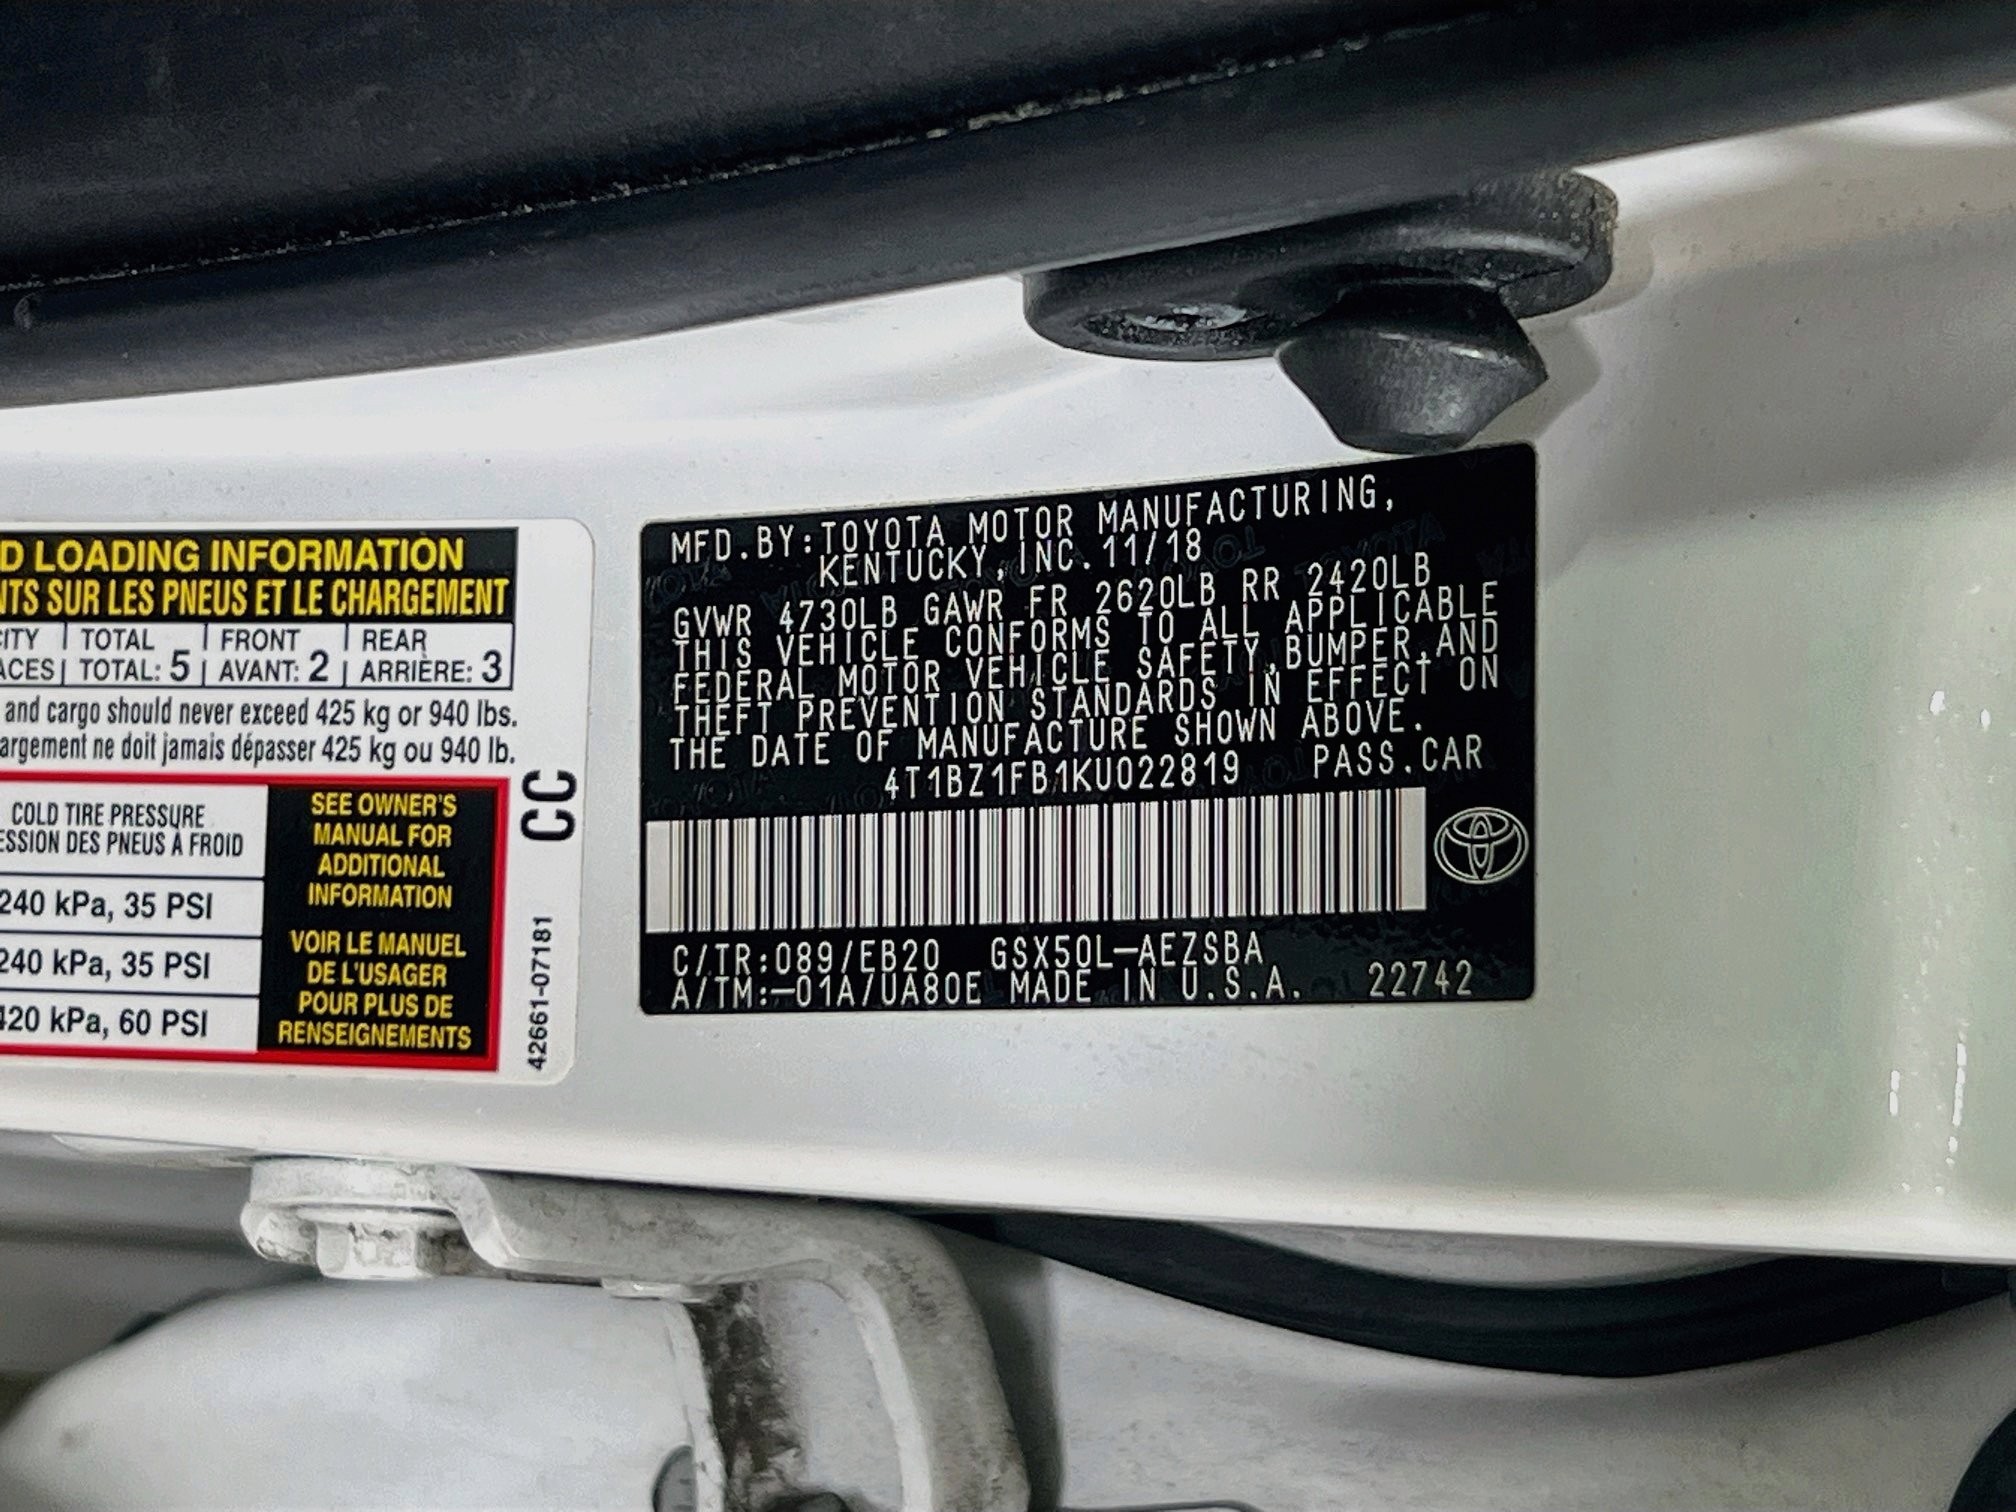 D LOADING INFORMATION
NTS SUR LES PNEUS ET LE CHARGEMENT
CITY | TOTAL | FRONT | REAR
ACES | TOTAL: 5 | AVANT: 2 | ARRIÈRE: 3
and cargo should never exceed 425 kg or 940 lbs.
argement ne doit jamais dépasser 425 kg ou 940 lb.
COLD TIRE PRESSURE
ESSION DES PNEUS À FROID
240 kPa, 35 PSI
240 kPa, 35 PSI
420 kPa, 60 PSI
SEE OWNER'S
MANUAL FOR
ADDITIONAL
INFORMATION
VOIR LE MANUEL
DE L'USAGER
POUR PLUS DE
RENSEIGNEMENTS
CC
42661-07181
MFD.BY:TOYOTA MOTOR MANUFACTURING,
KENTUCKY,INC.11/18
GVWR 4730LB GAWR FR 2620LB RR 2420LB
THIS VEHICLE CONFORMS TO ALL APPLICABLE
FEDERAL MOTOR VEHICLE SAFETY,BUMPER,AND
THEFT PREVENTION STANDARDS IN EFFECT ON
THE DATE OF MANUFACTURE SHOWN ABOVE.
4T1BZ1FB1KU022819 PASS.CAR
C/TR:089/EB20 GSX50L-AEZSBA
A/TM:-01A/UA80E MADE IN U.S.A. 22742